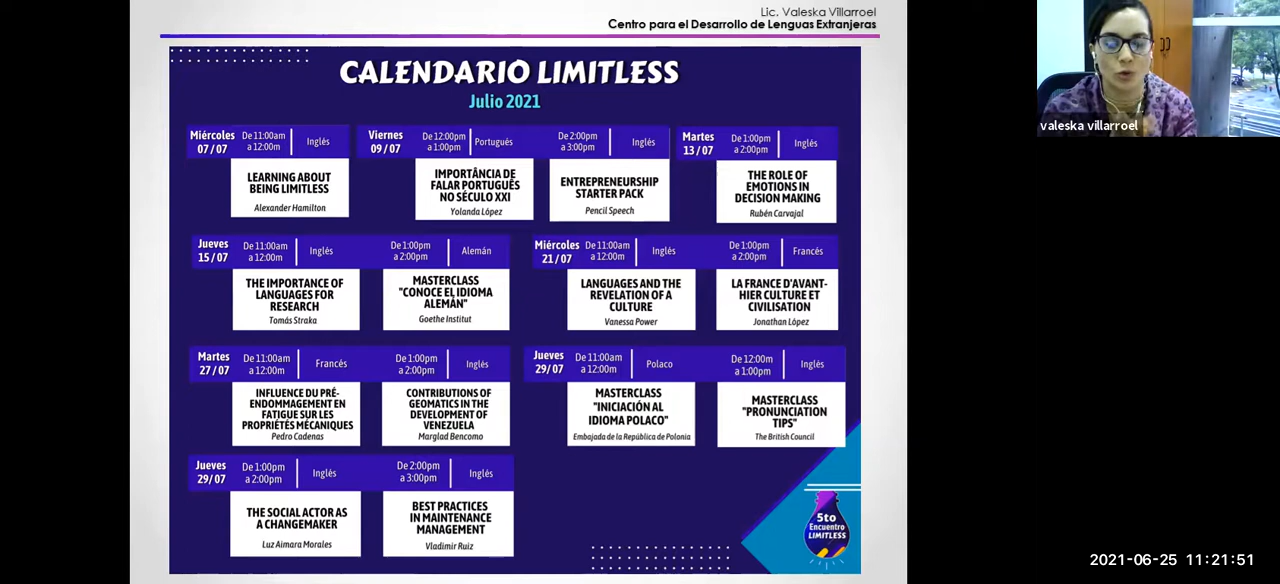 Lic. Valeska Villarroel
Centro para el Desarrollo de Lenguas Extranjeras
CALENDARIO LIMITLESS
Julio 2021
Miércoles
07 / 07
De 11:00am
a 12:00m
Inglés
LEARNING ABOUT
BEING LIMITLESS
Alexander Hamilton
Viernes
09 / 07
De 12:00pm
a 1:00pm
Portugués
IMPORTÂNCIA DE
FALAR PORTUGUÊS
NO SÉCULO XXI
Yolanda López
De 2:00pm
a 3:00pm
Inglés
ENTREPRENEURSHIP
STARTER PACK
Pencil Speech
Martes
13 / 07
De 1:00pm
a 2:00pm
Inglés
THE ROLE OF
EMOTIONS IN
DECISION MAKING
Rubén Carvajal
Jueves
15 / 07
De 11:00am
a 12:00m
Inglés
THE IMPORTANCE OF
LANGUAGES FOR
RESEARCH
Tomás Straka
De 1:00pm
a 2:00pm
Alemán
MASTERCLASS
"CONOCE EL IDIOMA
ALEMÁN"
Goethe Institut
Miércoles
21 / 07
De 11:00am
a 12:00m
Inglés
LANGUAGES AND THE
REVELATION OF A
CULTURE
Vanessa Power
De 1:00pm
a 2:00pm
Francés
LA FRANCE D'AVANT-
HIER CULTURE ET
CIVILISATION
Jonathan López
Martes
27 / 07
De 11:00am
a 12:00m
Francés
INFLUENCE DU PRÉ-
ENDOMMAGEMENT EN
FATIGUE SUR LES
PROPRIÉTÉS MÉCANIQUES
Pedro Cadenas
De 1:00pm
a 2:00pm
Inglés
CONTRIBUTIONS OF
GEOMATICS IN THE
DEVELOPMENT OF
VENEZUELA
Marglad Bencomo
Jueves
29/ 07
De 11:00am
a 12:00m
Polaco
MASTERCLASS
"INICIACIÓN AL
IDIOMA POLACO"
Embajada de la República de Polonia
De 12:00m
a 1:00pm
Inglés
MASTERCLASS
"PRONUNCIATION
TIPS"
The British Council
Jueves
29/ 07
De 1:00pm
a 2:00pm
Inglés
THE SOCIAL ACTOR AS
A CHANGEMAKER
Luz Aimara Morales
De 2:00pm
a 3:00pm
Inglés
BEST PRACTICES
IN MAINTENANCE
MANAGEMENT
Vladimir Ruiz
5to
Encuentro
LIMITLESS
valeska villarroel
2021-06-25 11:21:51